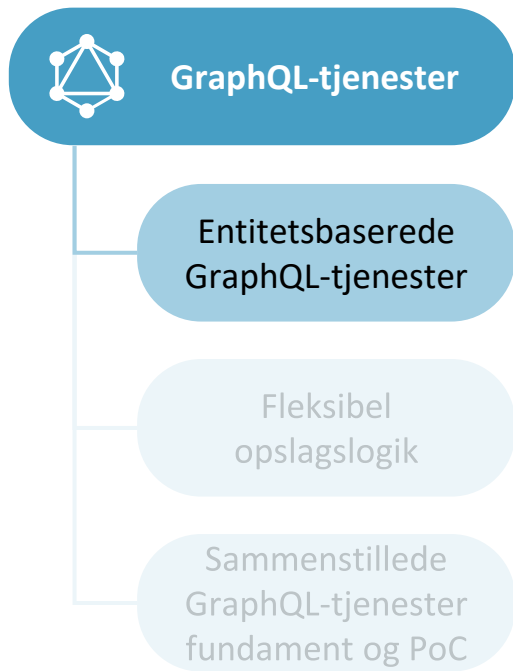 GraphQL-tjenester
Entitetsbaserede
GraphQL-tjenester
Fleksibel
opslagslogik
Sammenstillede
GraphQL-tjenester
fundament og PoC